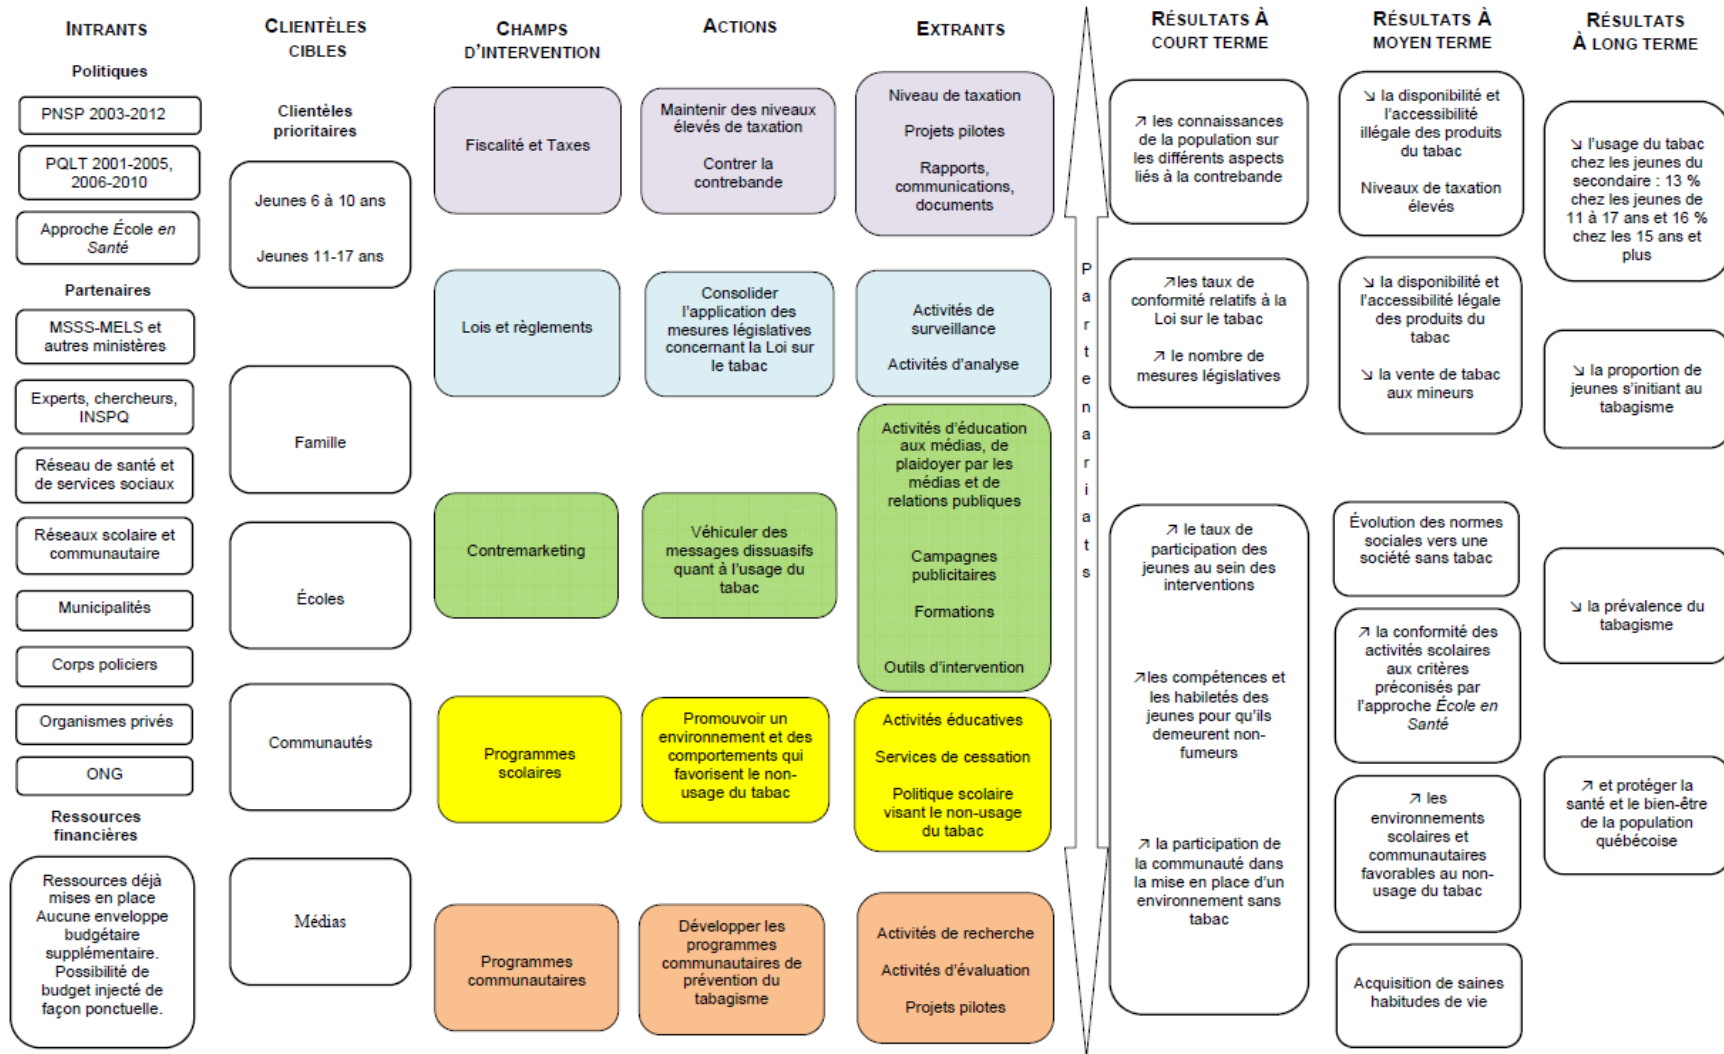 INTRANTS
Politiques
PNSP 2003-2012
PQLT 2001-2005,
2006-2010
Approche École en
Santé
Partenaires
MSSS-MELS et
autres ministères
Experts, chercheurs,
INSPQ
Réseau de santé et
de services sociaux
Réseaux scolaire et
communautaire
Municipalités
Corps policiers
Organismes privés
ONG
Ressources
financières
Ressources déjà
mises en place
Aucune enveloppe
budgétaire
supplémentaire.
Possibilité de
budget injecté de
façon ponctuelle.
CLIENTÈLES
CIBLES
Clientèles
prioritaires
Jeunes 6 à 10 ans
Jeunes 11-17 ans
Famille
Écoles
Communautés
Médias
CHAMPS
D'INTERVENTION
Fiscalité et Taxes
Lois et règlements
Contremarketing
Programmes
scolaires
Programmes
communautaires
ACTIONS
Maintenir des niveaux
élevés de taxation
Contrer la
contrebande
Consolider
l'application des
mesures législatives
concernant la Loi sur
le tabac
Véhiculer des
messages dissuasifs
quant à l'usage du
tabac
Promouvoir un
environnement et des
comportements qui
favorisent le non-
usage du tabac
Développer les
programmes
communautaires de
prévention du
tabagisme
EXTRANTS
Niveau de taxation
Projets pilotes
Rapports,
communications,
documents
Activités de
surveillance
Activités d'analyse
Activités d'éducation
aux médias, de
plaidoyer par les
médias et de
relations publiques
Campagnes
publicitaires
Formations
Outils d'intervention
Activités éducatives
Services de cessation
Politique scolaire
visant le non-usage
du tabac
Activités de recherche
Activités d'évaluation
Projets pilotes
Partenariats
RÉSULTATS À
COURT TERME
↗ les connaissances
de la population sur
les différents aspects
liés à la contrebande
↗les taux de
conformité relatifs à la
Loi sur le tabac
↗ le nombre de
mesures législatives
↗ le taux de
participation des
jeunes au sein des
interventions
↗les compétences et
les habiletés des
jeunes pour qu'ils
demeurent non-
fumeurs
↗ la participation de
la communauté dans
la mise en place d'un
environnement sans
tabac
RÉSULTATS À
MOYEN TERME
↘ la disponibilité et
l'accessibilité
illégale des produits
du tabac
Niveaux de taxation
élevés
↘ la disponibilité et
l'accessibilité légale
des produits du
tabac
↘ la vente de tabac
aux mineurs
Évolution des normes
sociales vers une
société sans tabac
↗ la conformité des
activités scolaires
aux critères
préconisés par
l'approche École en
Santé
↗ les
environnements
scolaires et
communautaires
favorables au non-
usage du tabac
Acquisition de saines
habitudes de vie
RÉSULTATS
À LONG TERME
↘ l'usage du tabac
chez les jeunes du
secondaire : 13 %
chez les jeunes de
11 à 17 ans et 16 %
chez les 15 ans et
plus
↘ la proportion de
jeunes s'initiant au
tabagisme
↘ la prévalence du
tabagisme
↗ et protéger la
santé et le bien-être
de la population
québécoise